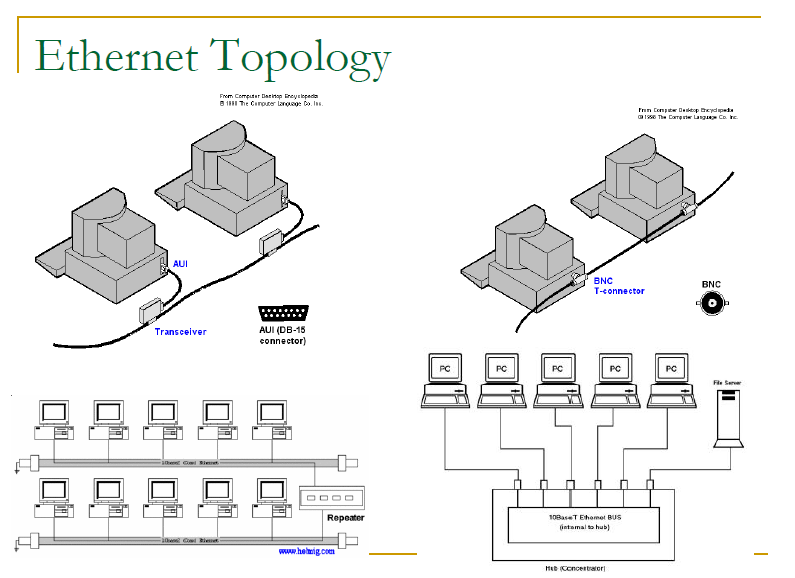 Ethernet Topology
From Computer Desktop Encyclopedia
© 1998 The Computer Language Co. Inc.
From Computer Desktop Encyclopedia
© 1998 The Computer Language Co. Inc.
AUI
Transceiver
AUI (DB-15
connector)
BNC
T-connector
BNC
PC PC PC PC PC
File Server
Ethernet
Repeater
Ethernet
www.helmig.com
10BaseT Ethernet BUS
(internal to hub)
Hub (Concentrator)